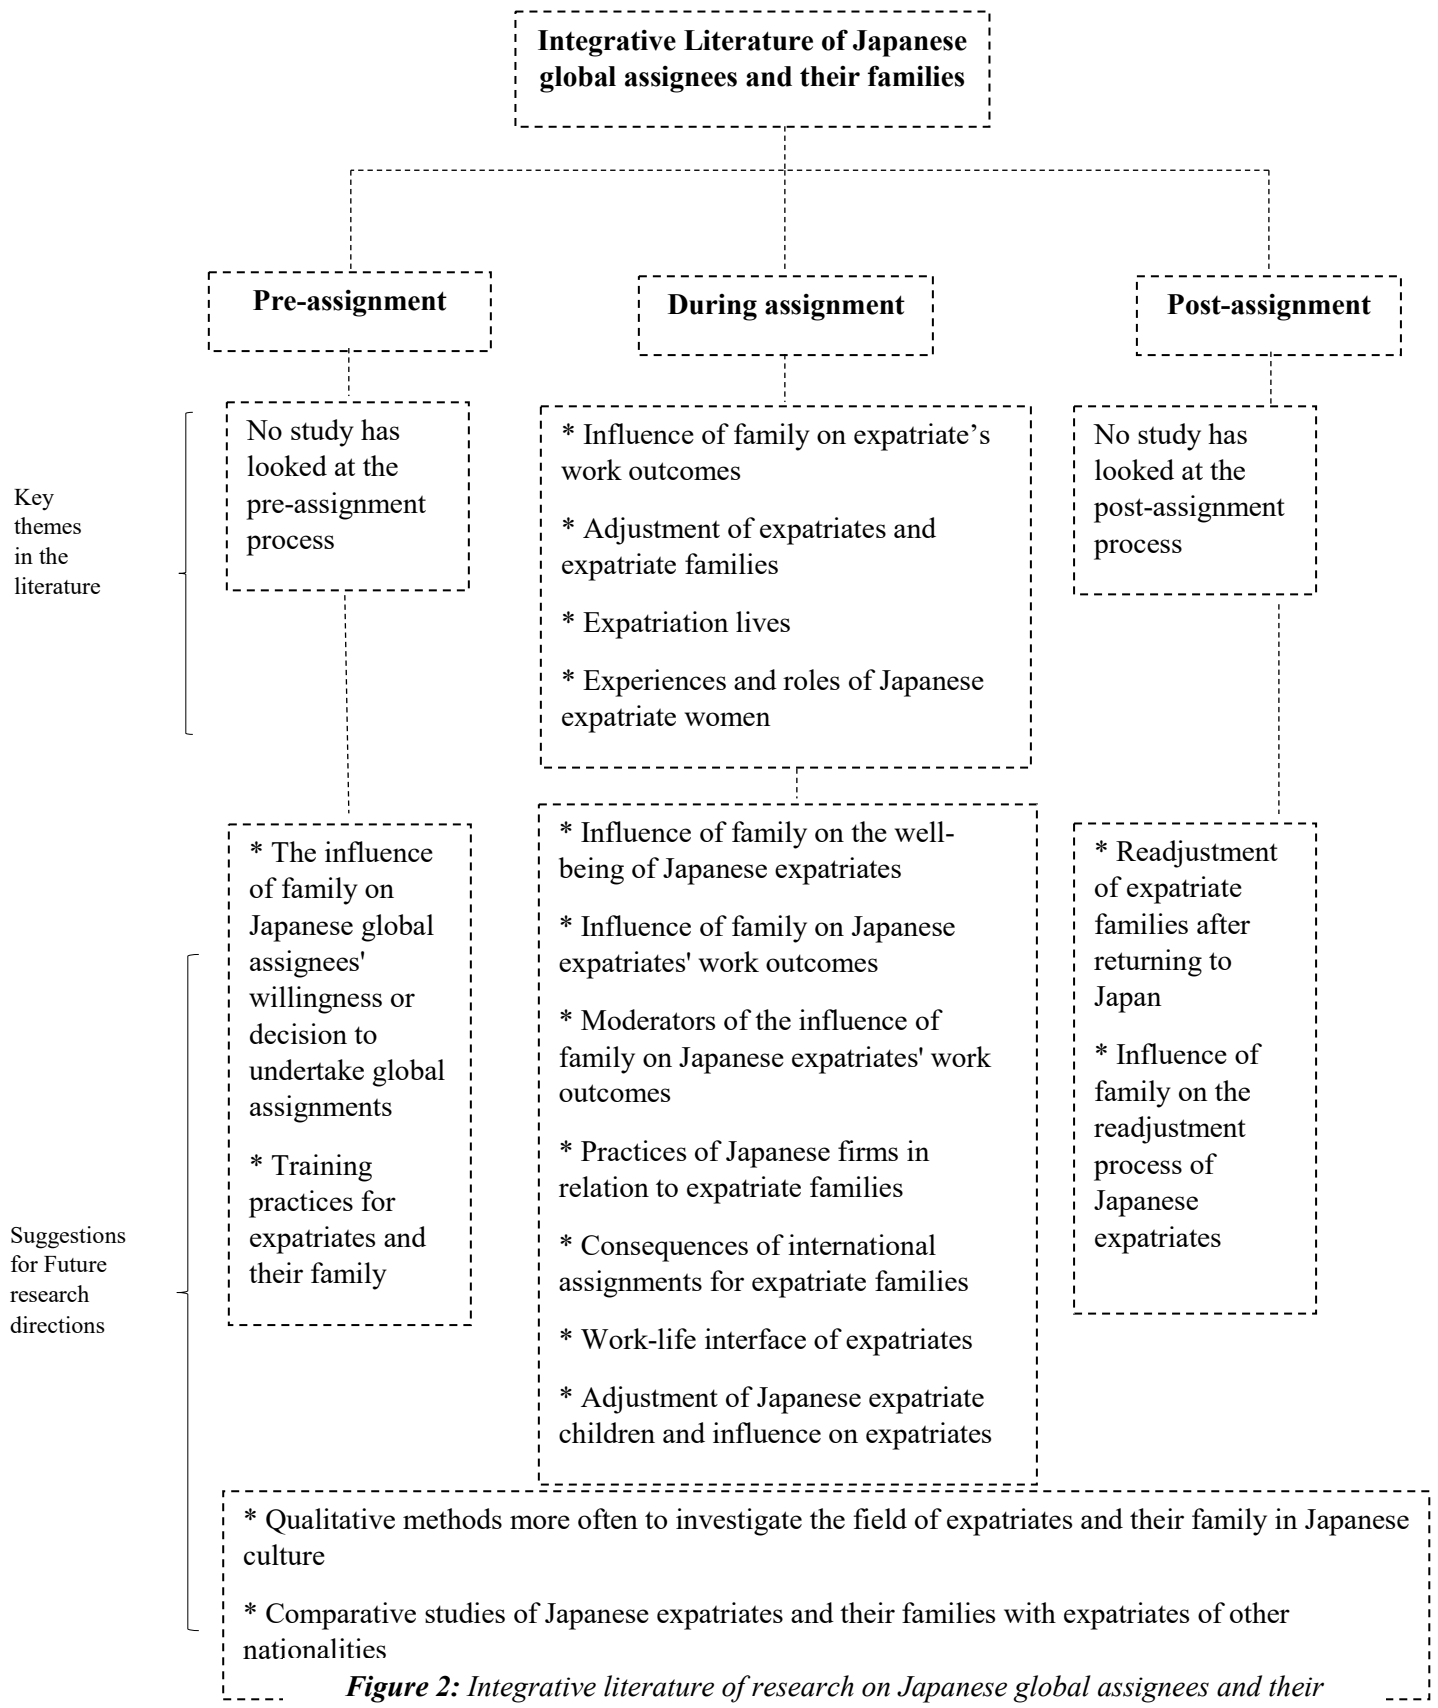 Integrative Literature of Japanese
global assignees and their families
Pre-assignment
During assignment
Post-assignment
Key
themes
in the
literature
No study has
looked at the
pre-assignment
process
* Influence of family on expatriate’s
work outcomes
* Adjustment of expatriates and
expatriate families
* Expatriation lives
* Experiences and roles of Japanese
expatriate women
No study has
looked at the
post-assignment
process
Suggestions
for Future
research
directions
* The influence
of family on
Japanese global
assignees'
willingness or
decision to
undertake global
assignments
* Training
practices for
expatriates and
their family
* Influence of family on the well-
being of Japanese expatriates
* Influence of family on Japanese
expatriates' work outcomes
* Moderators of the influence of
family on Japanese expatriates' work
outcomes
* Practices of Japanese firms in
relation to expatriate families
* Consequences of international
assignments for expatriate families
* Work-life interface of expatriates
* Adjustment of Japanese expatriate
children and influence on expatriates
* Readjustment
of expatriate
families after
returning to
Japan
* Influence of
family on the
readjustment
process of
Japanese
expatriates
* Qualitative methods more often to investigate the field of expatriates and their family in Japanese
culture
* Comparative studies of Japanese expatriates and their families with expatriates of other
nationalities
Figure 2: Integrative literature of research on Japanese global assignees and their